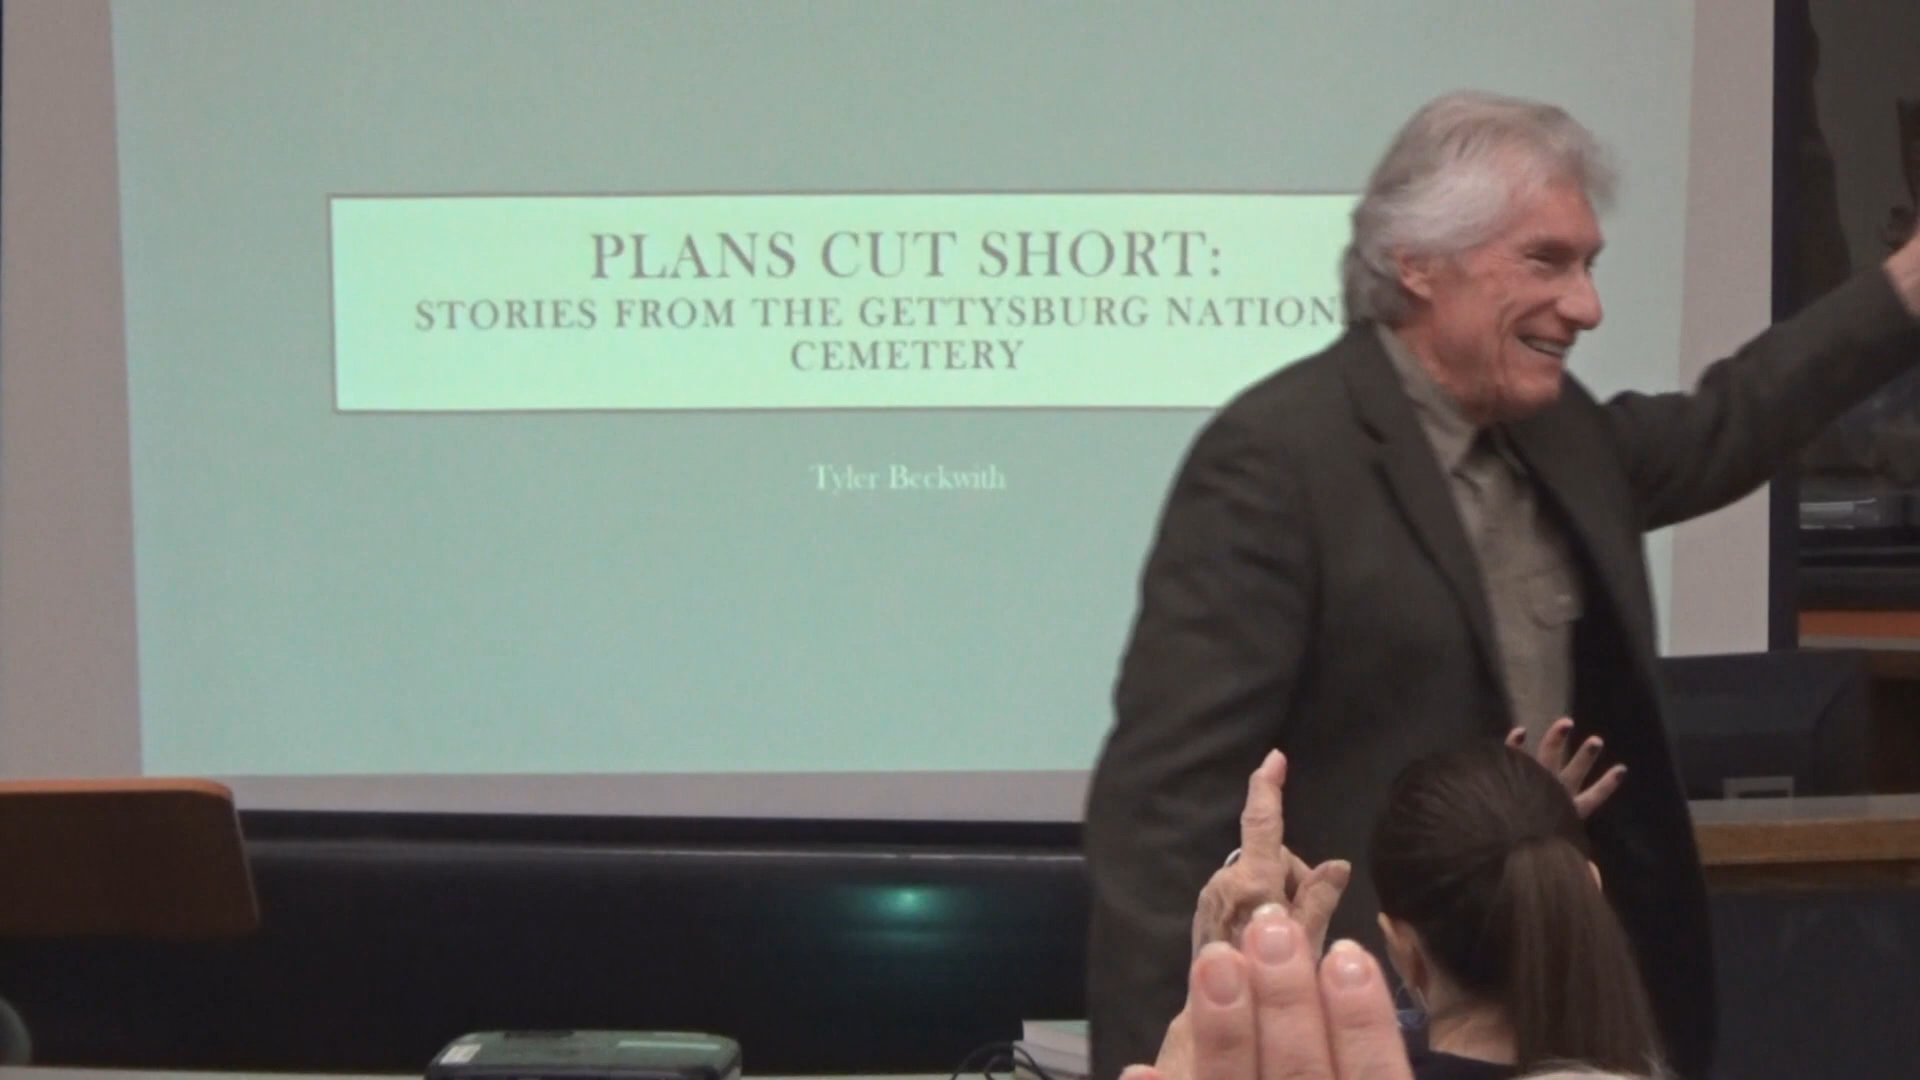 PLANS CUT SHORT:
STORIES FROM THE GETTYSBURG NATION
CEMETERY
Tyler Beckwith